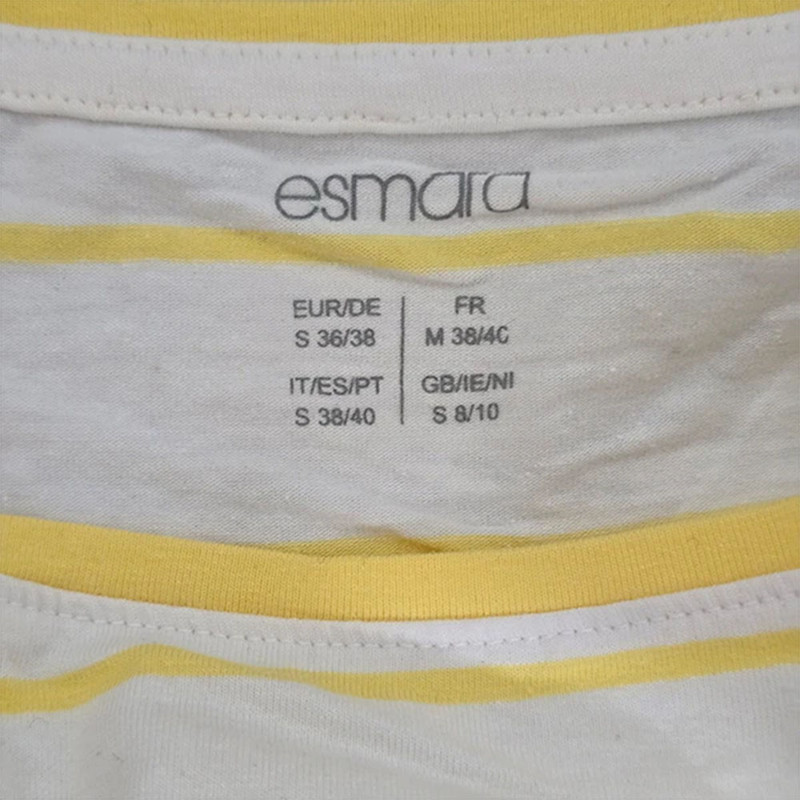 esmara
EUR/DE
S 36/38
FR
M 38/40
IT/ES/PT
S 38/40
GB/IE/NI
S 8/10